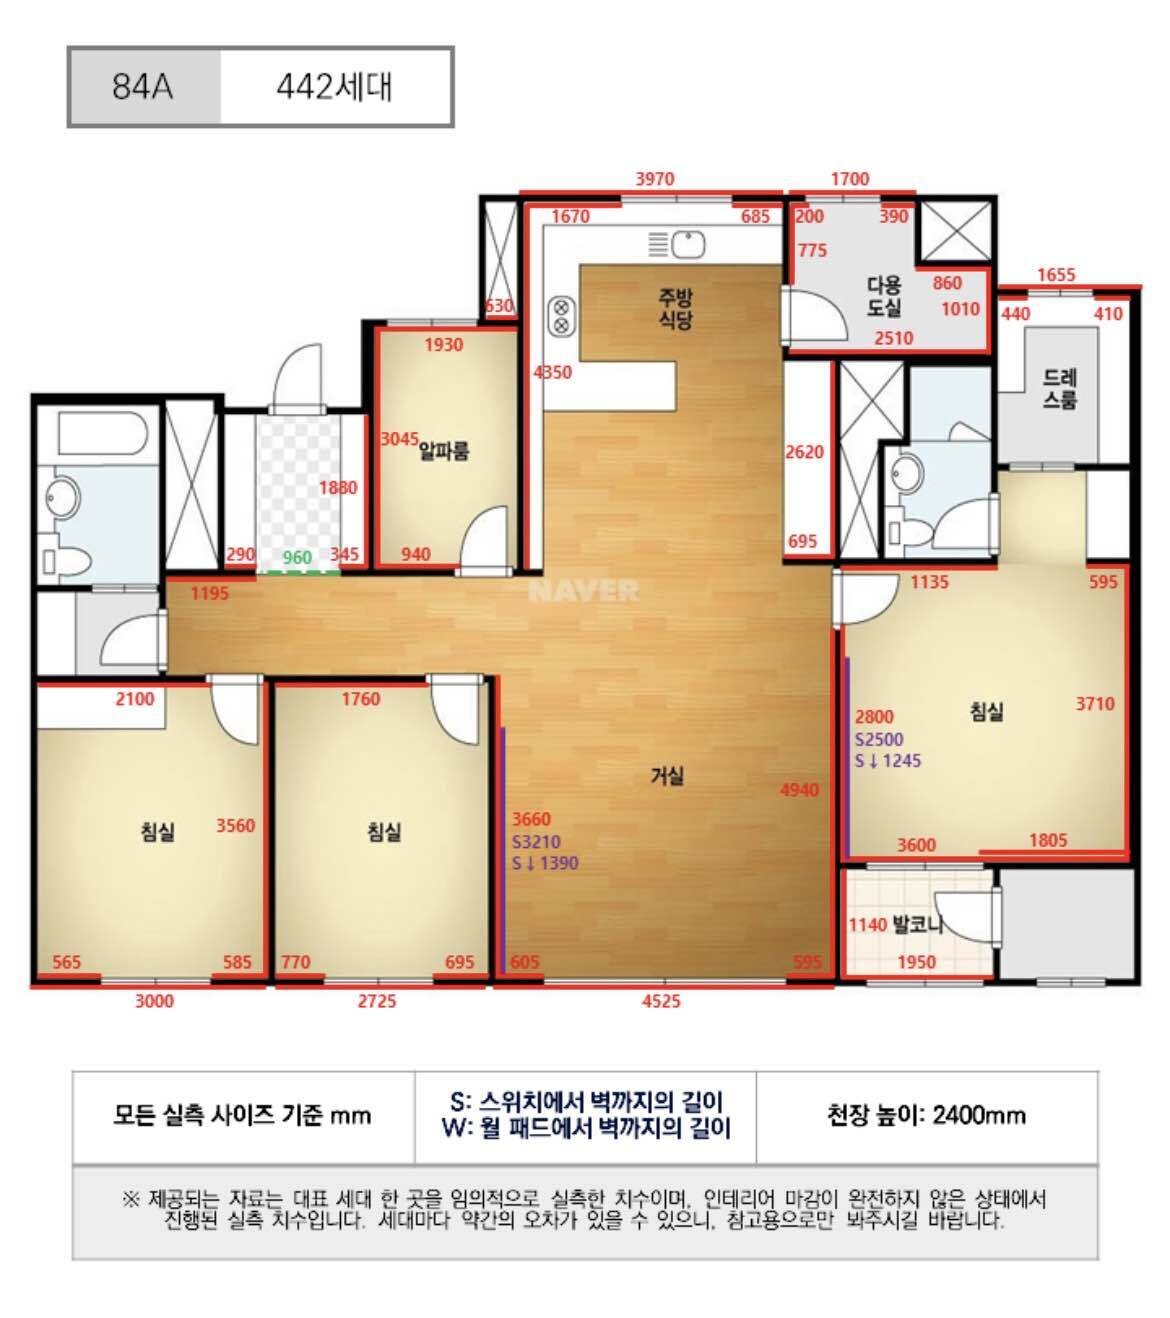 84A 442세대
3970 1700
1670 685 200 390
775
다용
도실
860
1655
630
주방
식당
1010
440 410
1930
2510
4350
드레
스룸
3045
알파룸
2620
1880
290 960 345 940
695
1195
NAVER
1135 595
2100 1760
3710
침실
2800
S2500
S↓1245
거실
4940
3660
S3210
S↓1390
침실 3560 침실
3600 1805
1140 발코니
1950
565 585 770 695 605 595
3000 2725 4525
모든 실측 사이즈 기준 mm
S: 스위치에서 벽까지의 길이
W: 월 패드에서 벽까지의 길이
천장 높이: 2400mm
※ 제공되는 자료는 대표 세대 한 곳을 임의적으로 실측한 치수이며, 인테리어 마감이 완전하지 않은 상태에서
진행된 실측 치수입니다. 세대마다 약간의 오차가 있을 수 있으니, 참고용으로만 봐주시길 바랍니다.